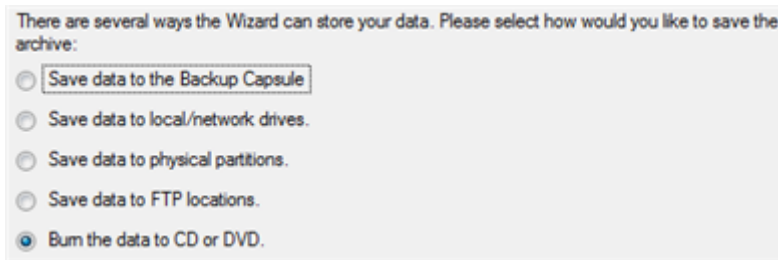 There are several ways the Wizard can store your data. Please select how would you like to save the
archive:
Save data to the Backup Capsule
Save data to local/network drives.
Save data to physical partitions.
Save data to FTP locations.
Burn the data to CD or DVD.